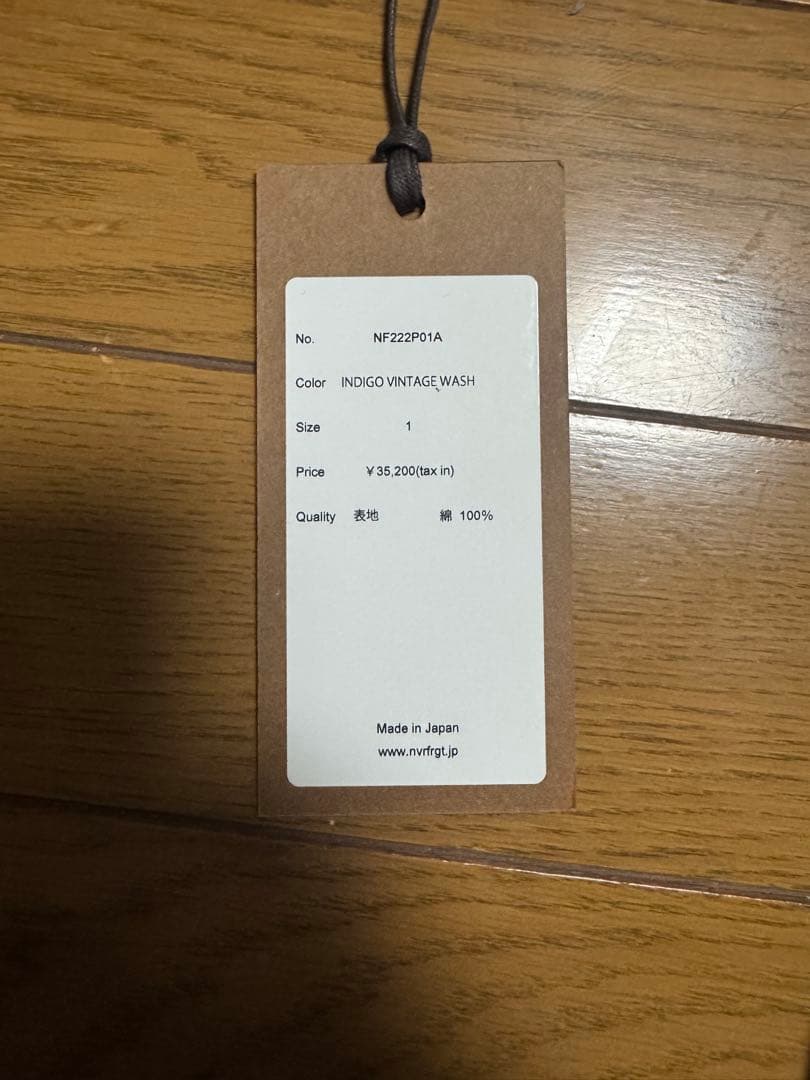 No. NF222P01A
Color INDIGO VINTAGE WASH
Size 1
Price ¥35,200(tax in)
Quality 表地 綿 100%
Made in Japan
www.nvrfrgt.jp